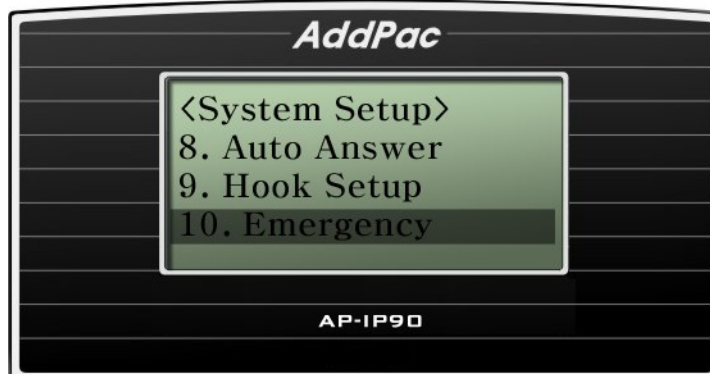 AddPac
<System Setup>
8. Auto Answer
9. Hook Setup
10. Emergency
AP-IP90